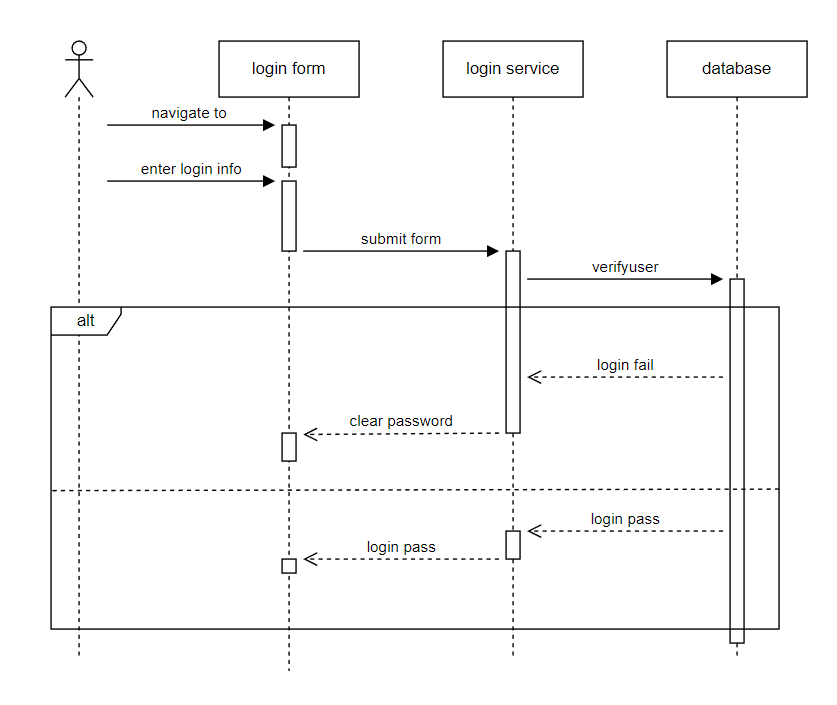 login form
login service
database
navigate to
enter login info
submit form
verifyuser
alt
login fail
clear password
login pass
login pass